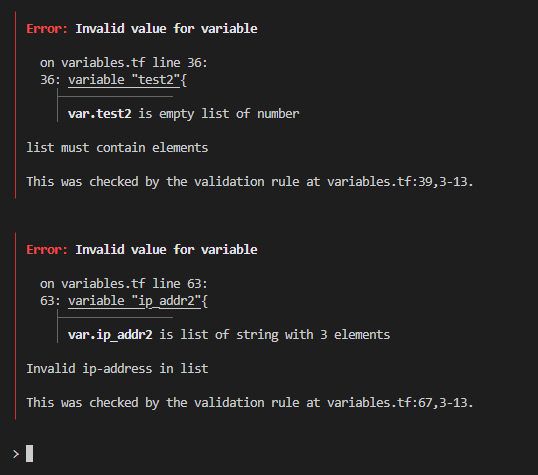 Error: Invalid value for variable
on variables.tf line 36:
36: variable "test2"{
var.test2 is empty list of number
list must contain elements
This was checked by the validation rule at variables.tf:39,3-13.
Error: Invalid value for variable
on variables.tf line 63:
63: variable "ip_addr2"{
var.ip_addr2 is list of string with 3 elements
Invalid ip-address in list
This was checked by the validation rule at variables.tf:67,3-13.
>